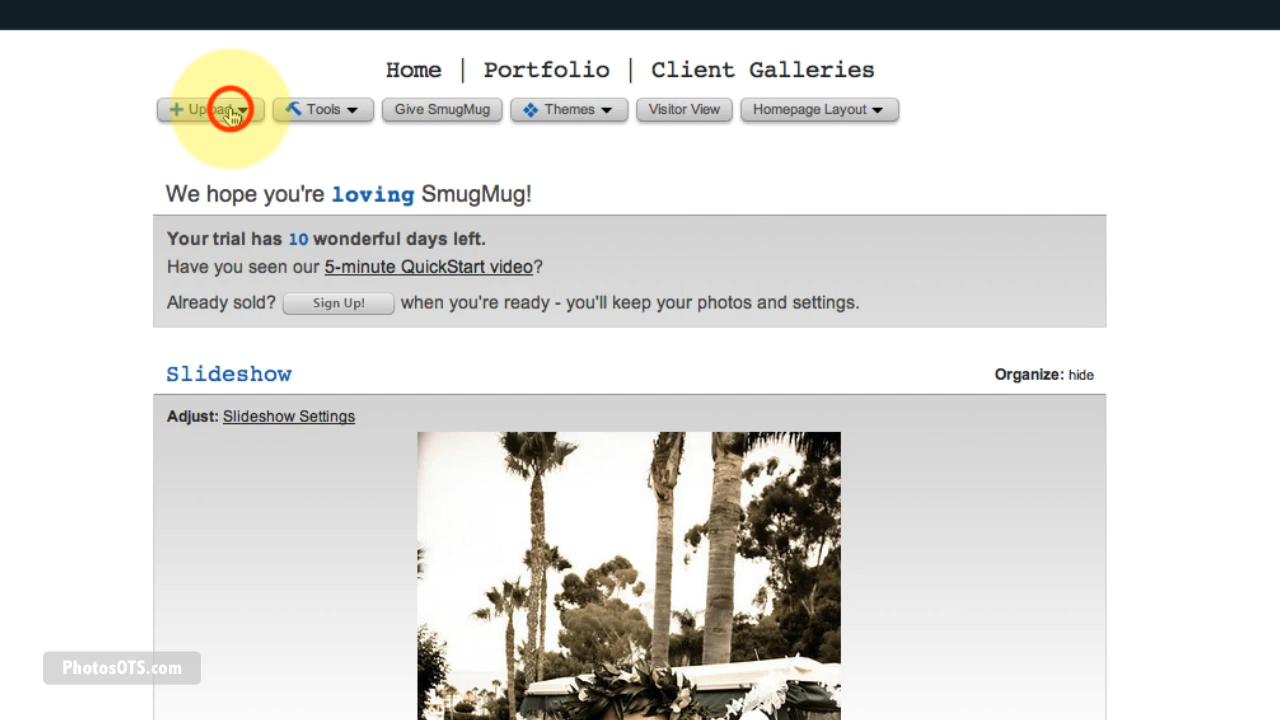 Home | Portfolio | Client Galleries
Upload Tools Give SmugMug Themes Visitor View Homepage Layout
We hope you're loving SmugMug!
Your trial has 10 wonderful days left.
Have you seen our 5-minute QuickStart video?
Already sold? Sign Up! when you're ready - you'll keep your photos and settings.
Slideshow Organize: hide
Adjust: Slideshow Settings
PhotosOTS.com